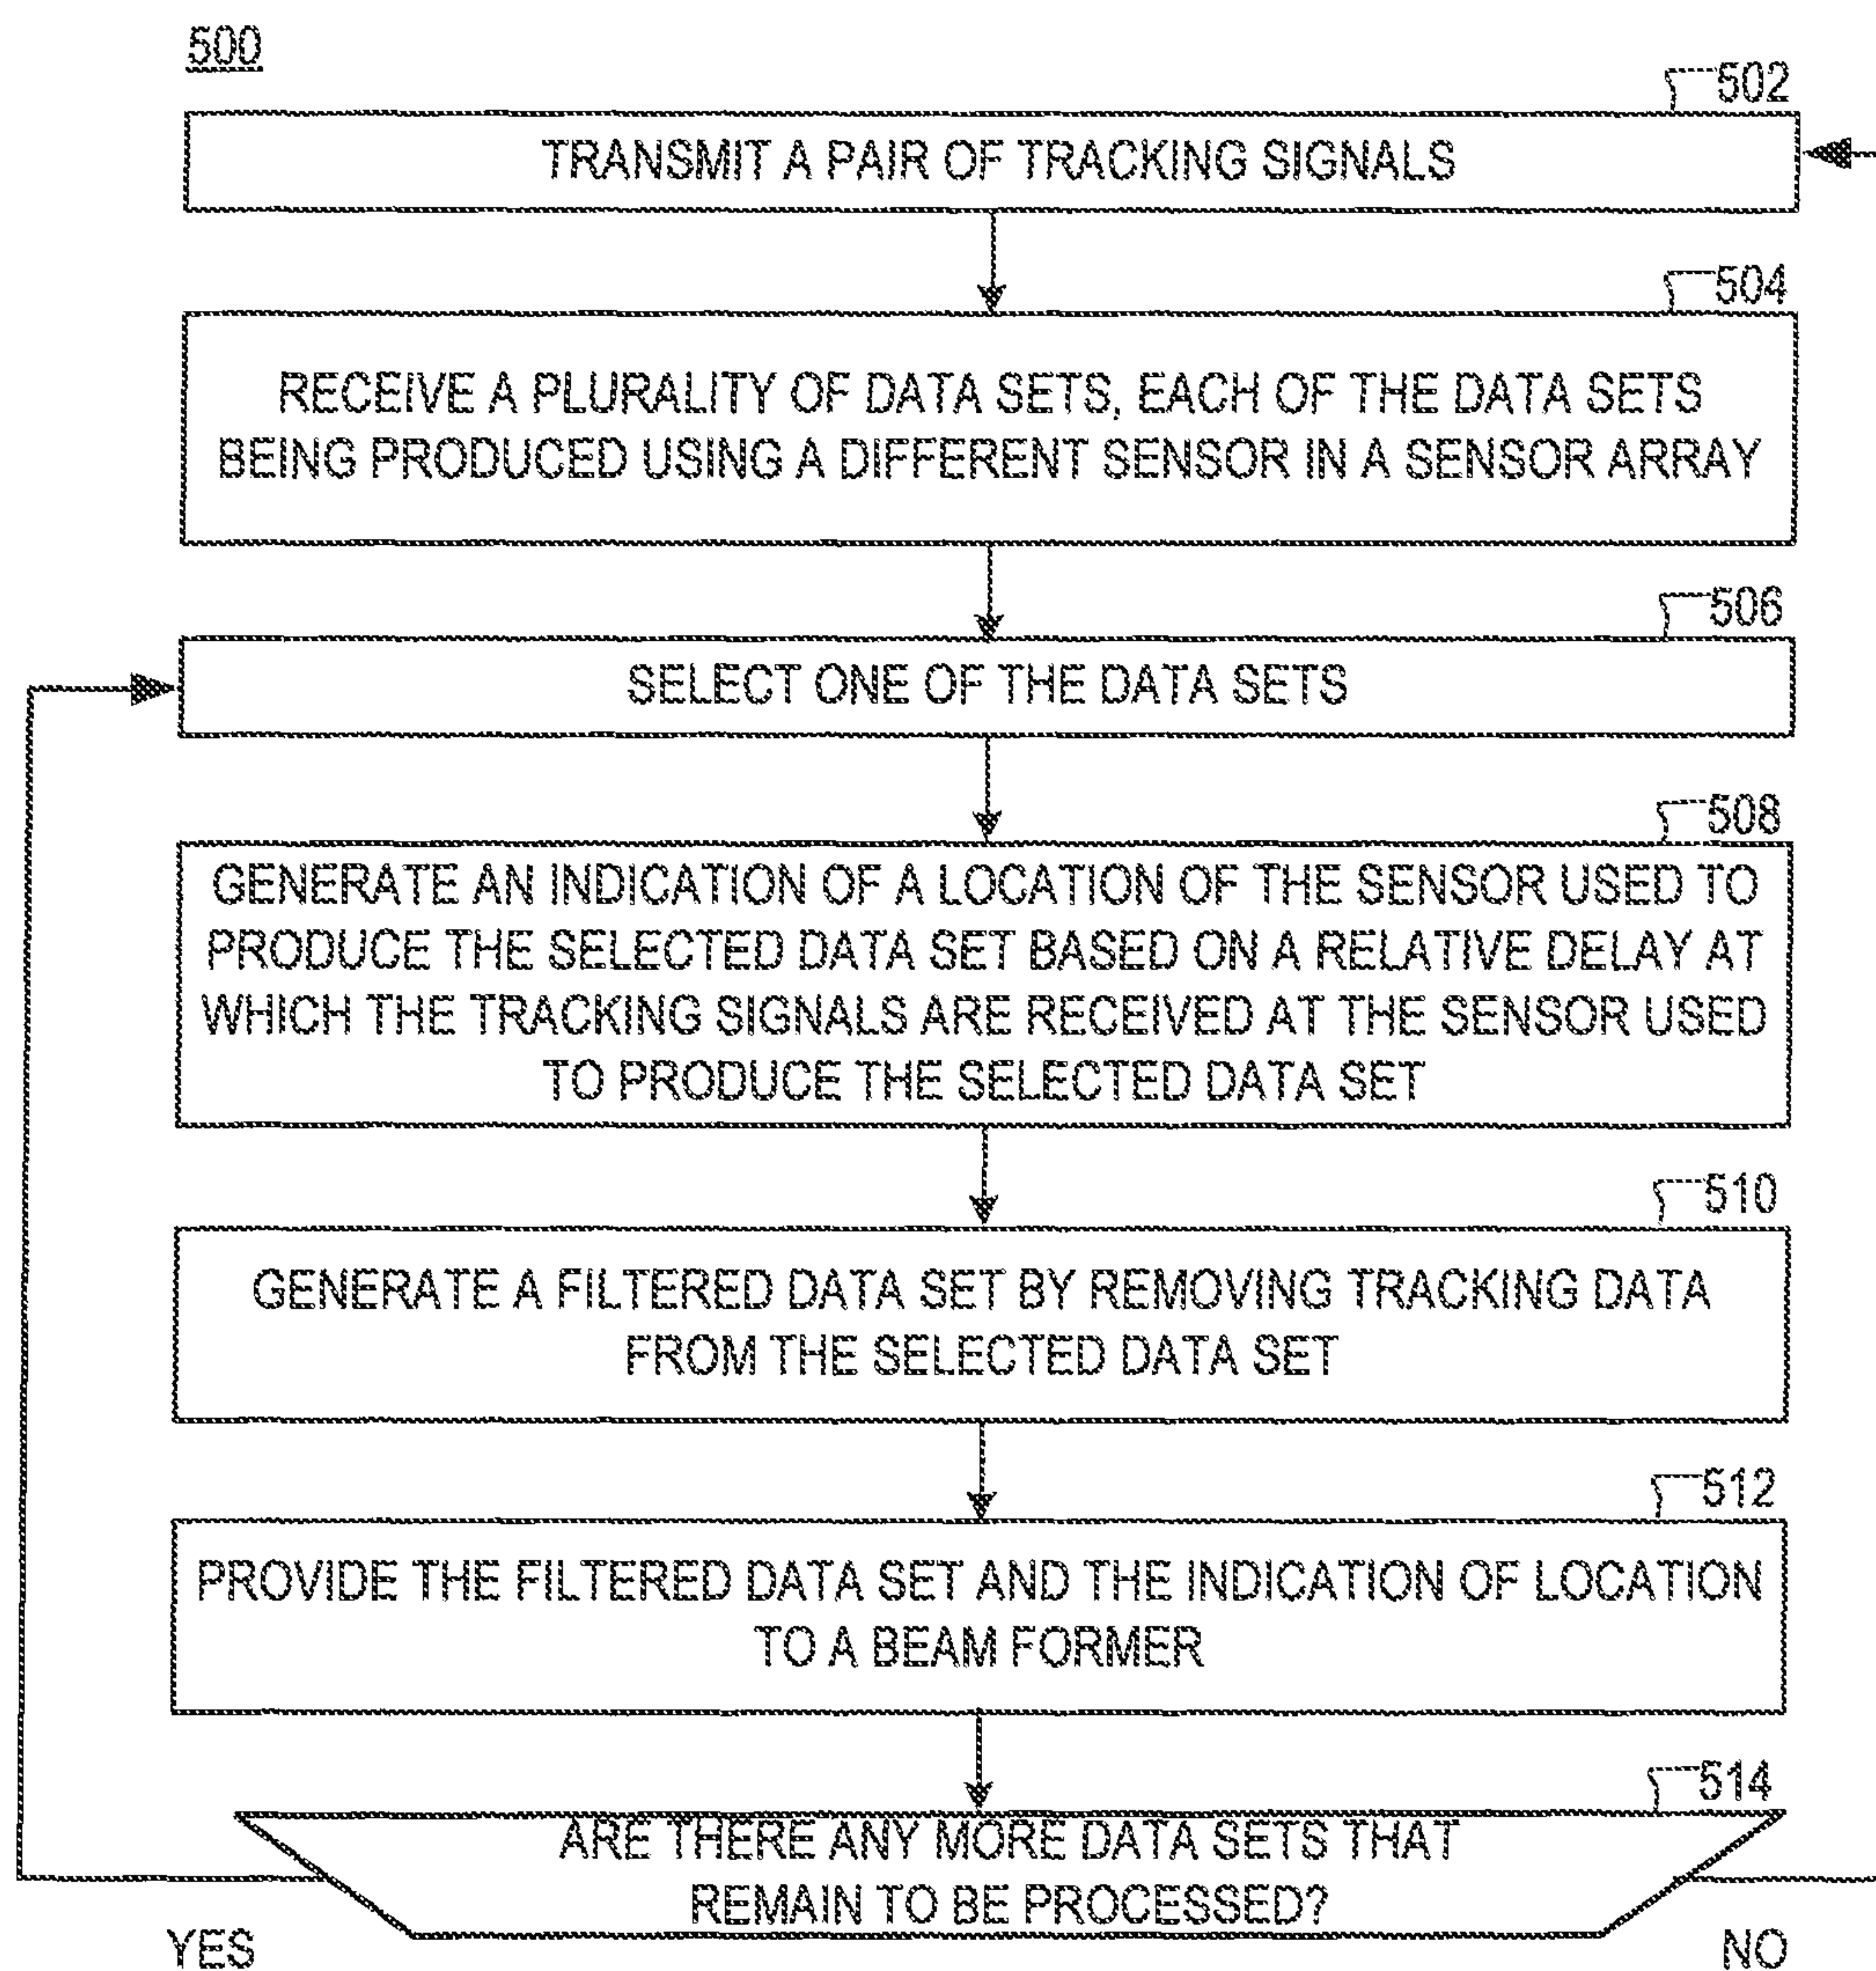 500
502
TRANSMIT A PAIR OF TRACKING SIGNALS
504
RECEIVE A PLURALITY OF DATA SETS, EACH OF THE DATA SETS
BEING PRODUCED USING A DIFFERENT SENSOR IN A SENSOR ARRAY
506
SELECT ONE OF THE DATA SETS
508
GENERATE AN INDICATION OF A LOCATION OF THE SENSOR USED TO
PRODUCE THE SELECTED DATA SET BASED ON A RELATIVE DELAY AT
WHICH THE TRACKING SIGNALS ARE RECEIVED AT THE SENSOR USED
TO PRODUCE THE SELECTED DATA SET
510
GENERATE A FILTERED DATA SET BY REMOVING TRACKING DATA
FROM THE SELECTED DATA SET
512
PROVIDE THE FILTERED DATA SET AND THE INDICATION OF LOCATION
TO A BEAM FORMER
514
ARE THERE ANY MORE DATA SETS THAT
REMAIN TO BE PROCESSED?
YES
NO